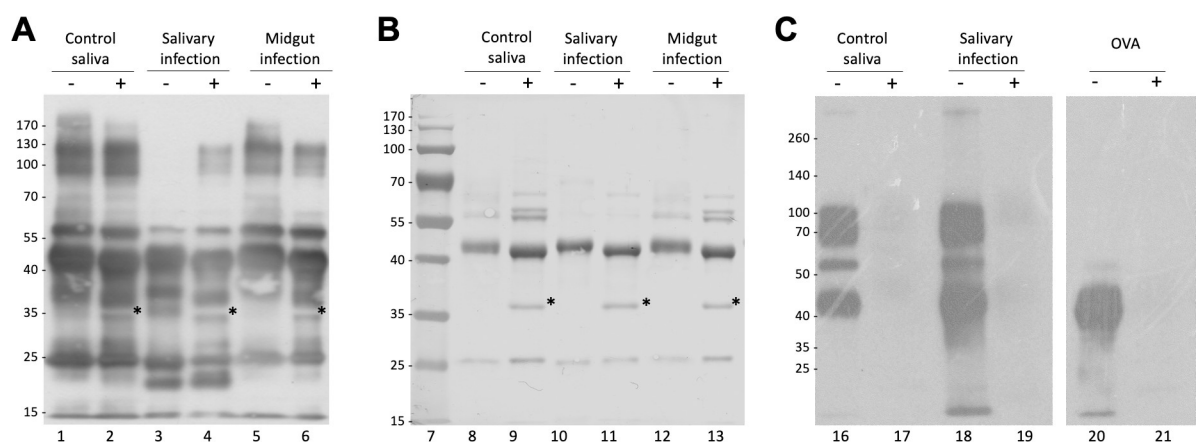 A
Control saliva
Salivary infection
Midgut infection
- + - + - +
170
130
100
70
55
40
35
25
15
*
*
*
1 2 3 4 5 6
B
Control saliva
Salivary infection
Midgut infection
- + - + - +
170
130
100
70
55
40
35
25
15
*
*
*
7 8 9 10 11 12 13
C
Control saliva
Salivary infection
OVA
- + - + - +
260
140
100
70
50
40
35
25
16 17 18 19 20 21